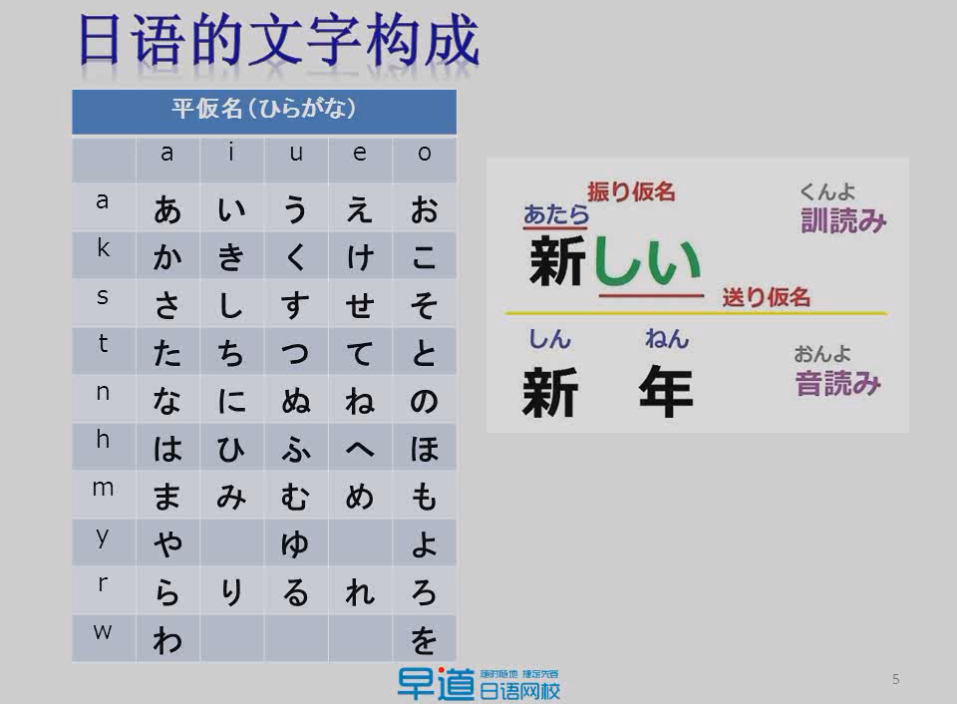 日语的文字构成
平仮名(ひらがな)
a i u e o
a あ い う え お
k か き く け こ
s さ し す せ そ
t た ち つ て と
n な に ぬ ね の
h は ひ ふ へ ほ
m ま み む め も
y や ゆ よ
r ら り る れ ろ
w わ を
振り仮名
あたら
新しい
送り仮名
くんよ
訓読み
しん ねん
新 年
おんよ
音読み
早道
日语网校
5